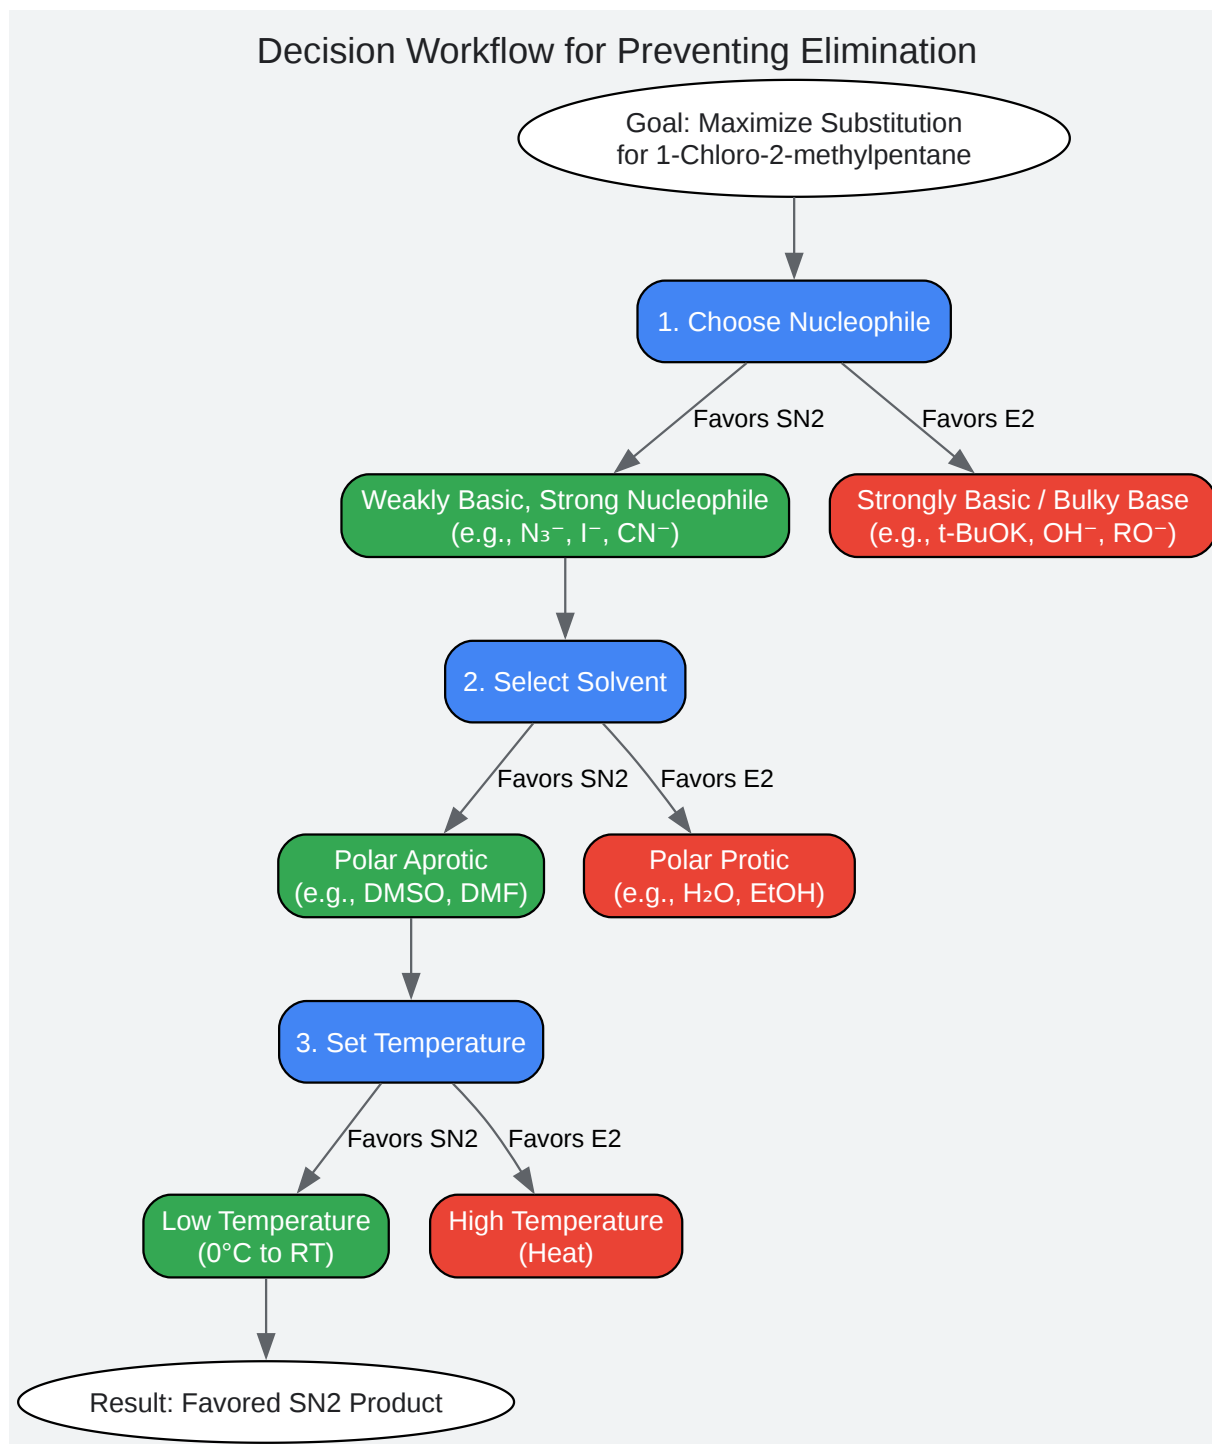 Decision Workflow for Preventing Elimination
Goal: Maximize Substitution
for 1-Chloro-2-methylpentane
1. Choose Nucleophile
Favors SN2
Favors E2
Weakly Basic, Strong Nucleophile
(e.g., N₃⁻, I⁻, CN⁻)
Strongly Basic / Bulky Base
(e.g., t-BuOK, OH⁻, RO⁻)
2. Select Solvent
Favors SN2
Favors E2
Polar Aprotic
(e.g., DMSO, DMF)
Polar Protic
(e.g., H₂O, EtOH)
3. Set Temperature
Favors SN2
Favors E2
Low Temperature
(0°C to RT)
High Temperature
(Heat)
Result: Favored SN2 Product